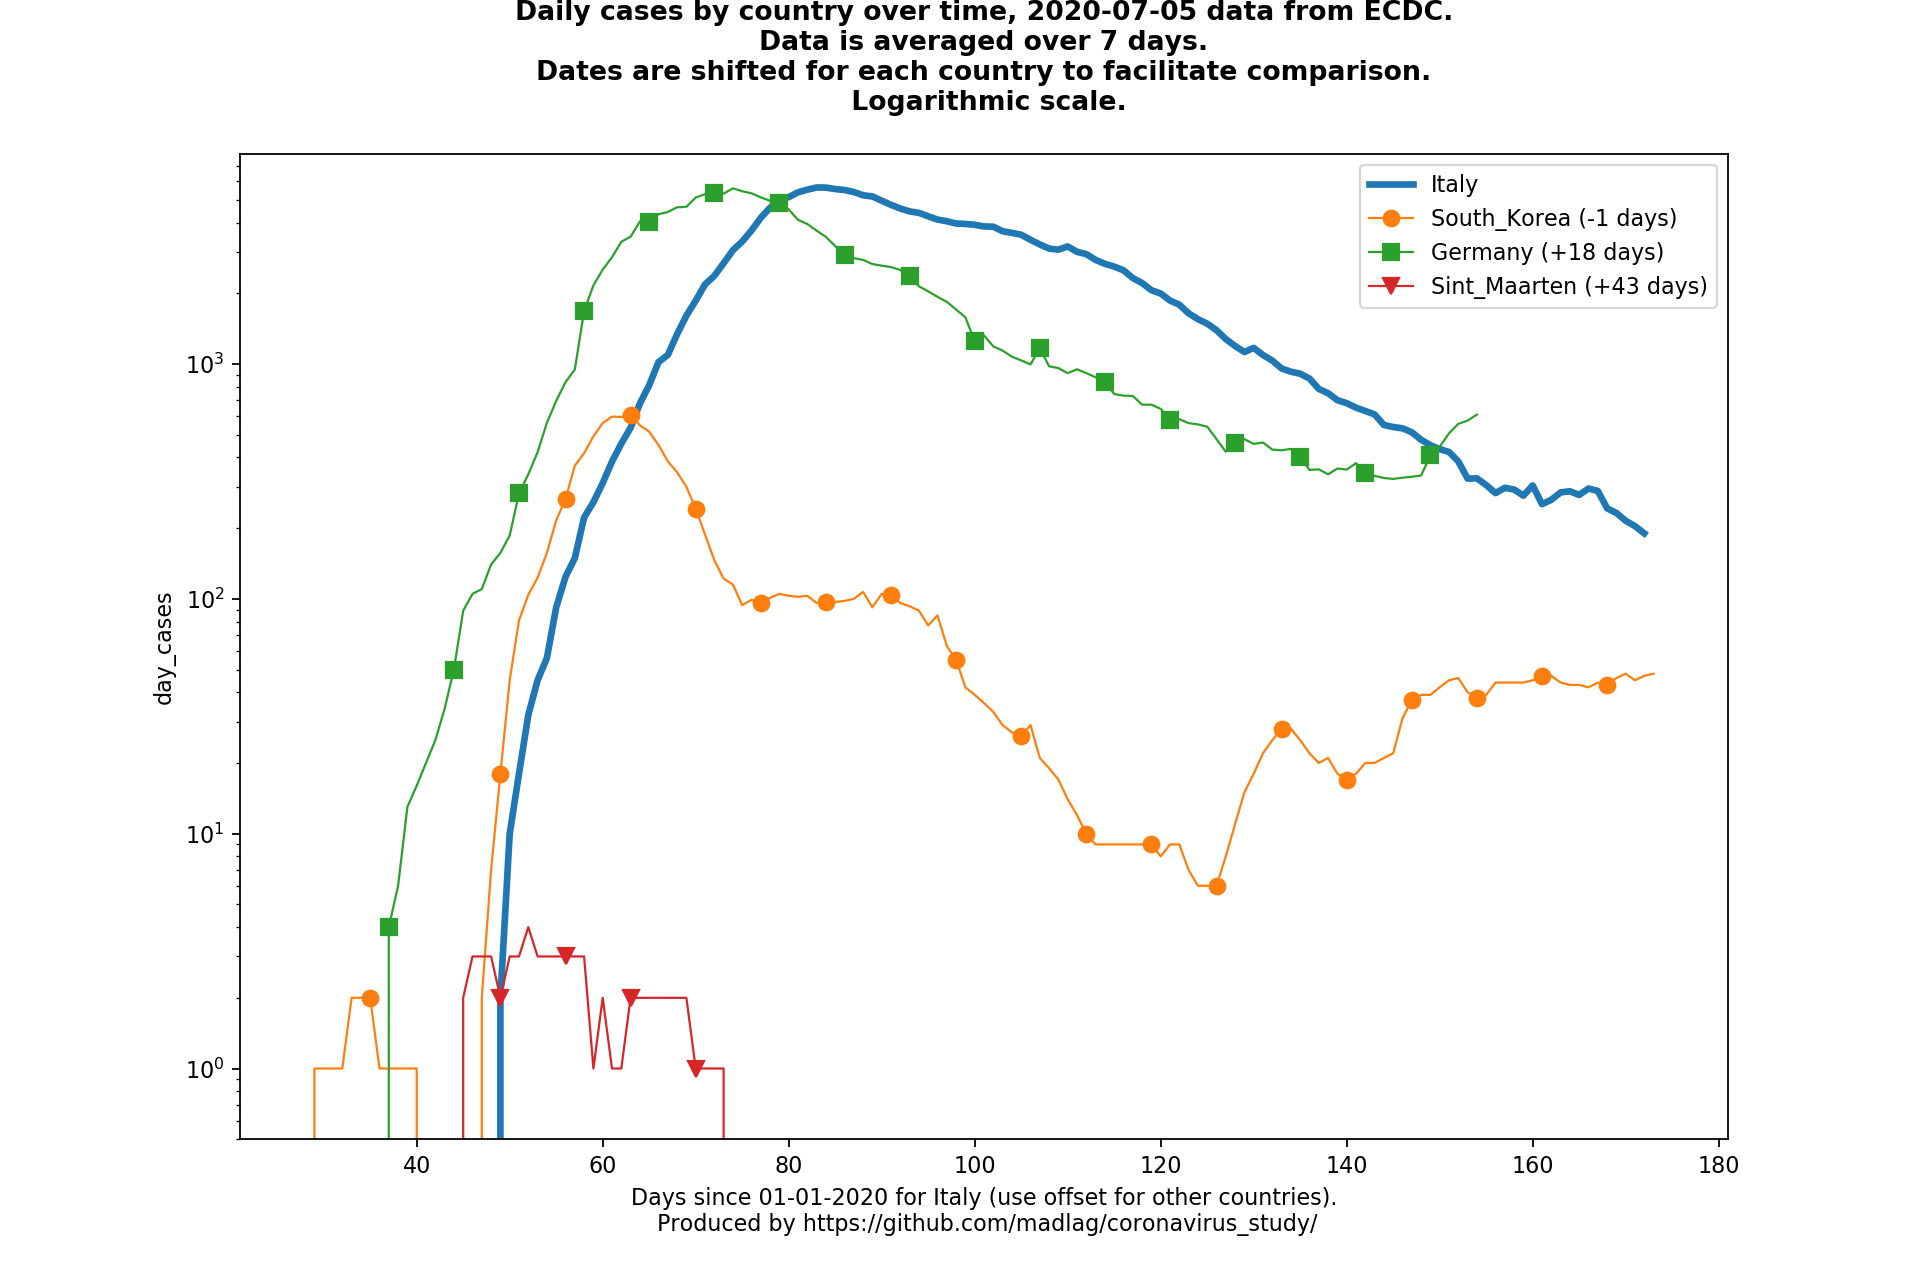 Daily cases by country over time, 2020-07-05 data from ECDC.
Data is averaged over 7 days.
Dates are shifted for each country to facilitate comparison.
Logarithmic scale.
Italy
South_Korea (-1 days)
Germany (+18 days)
Sint_Maarten (+43 days)
day_cases
10³
10²
10¹
10⁰
40 60 80 100 120 140 160 180
Days since 01-01-2020 for Italy (use offset for other countries).
Produced by https://github.com/madlag/coronavirus_study/